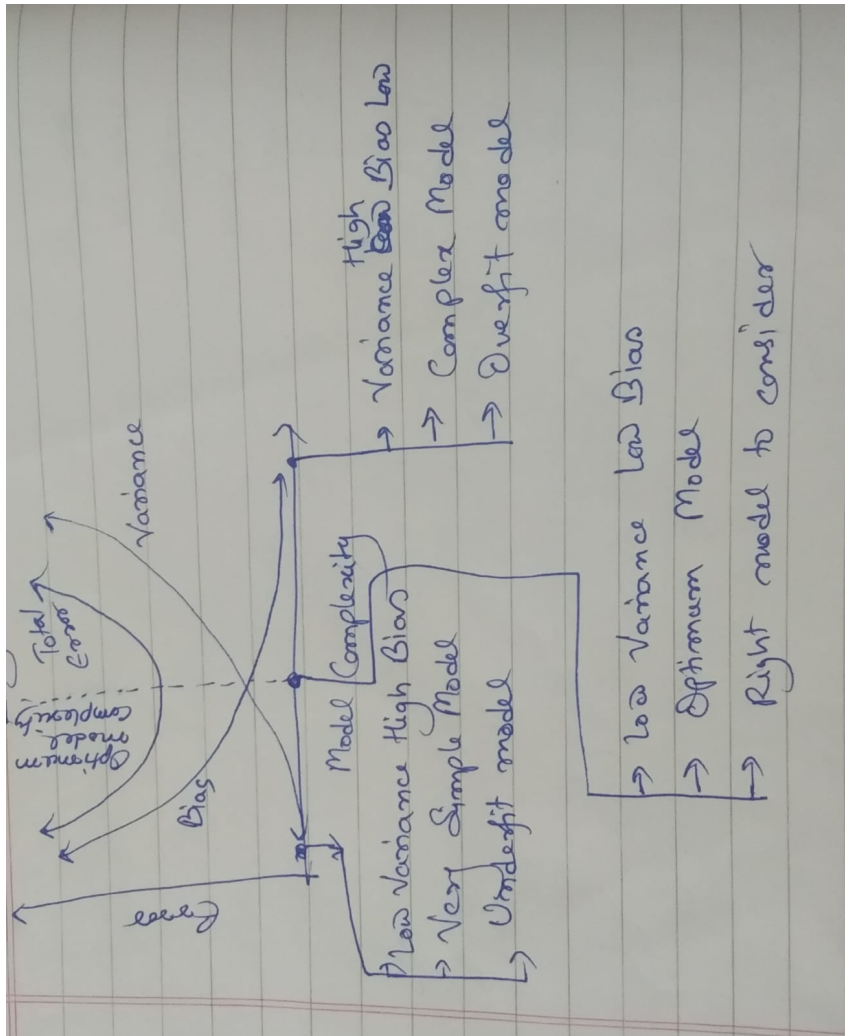 Error
Bias
Optimum
model
complexity
Total
Error
Variance
Model Complexity
→ Low Variance High Bias
→ Very Simple Model
→ Underfit model
High
→ Variance Bias Low
→ Complex Model
→ Overfit model
→ Low Variance Low Bias
→ Optimum Model
→ Right model to consider